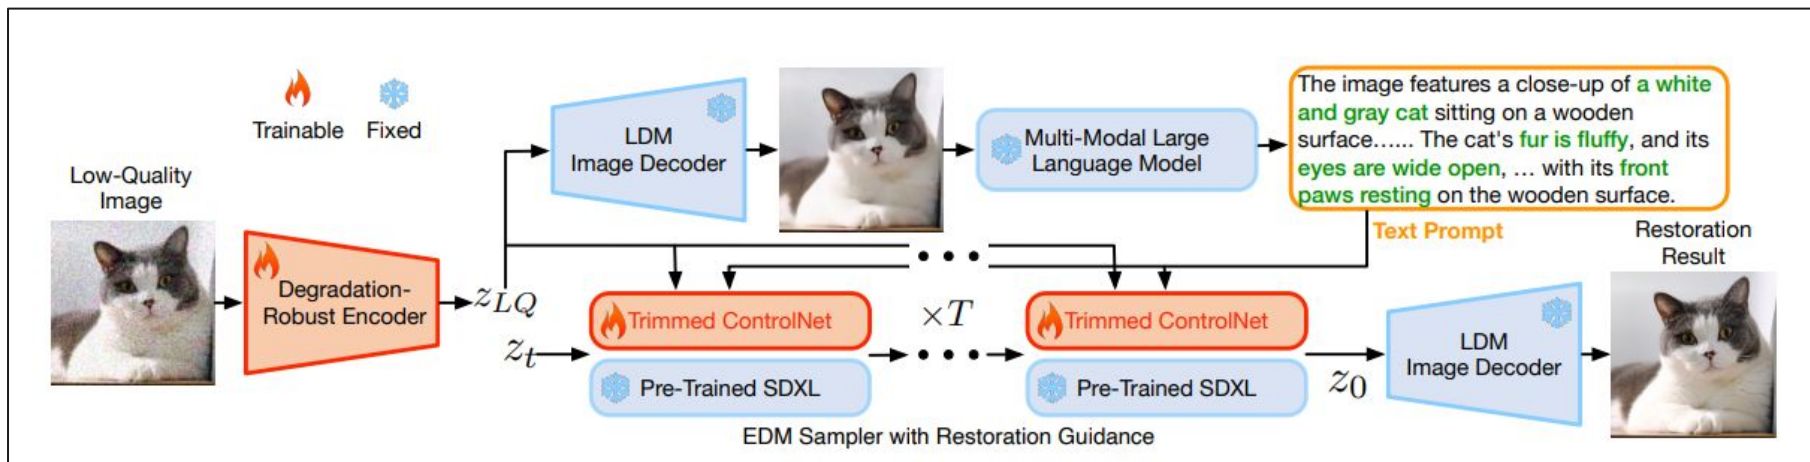 Trainable
Fixed
Low-Quality
Image
Degradation-
Robust Encoder
z_{LQ}
z_t
LDM
Image Decoder
Multi-Modal Large
Language Model
The image features a close-up of a white
and gray cat sitting on a wooden
surface...... The cat's fur is fluffy, and its
eyes are wide open, ... with its front
paws resting on the wooden surface.
Text Prompt
Trimmed ControlNet
Pre-Trained SDXL
×T
Trimmed ControlNet
Pre-Trained SDXL
EDM Sampler with Restoration Guidance
z_0
LDM
Image Decoder
Restoration
Result